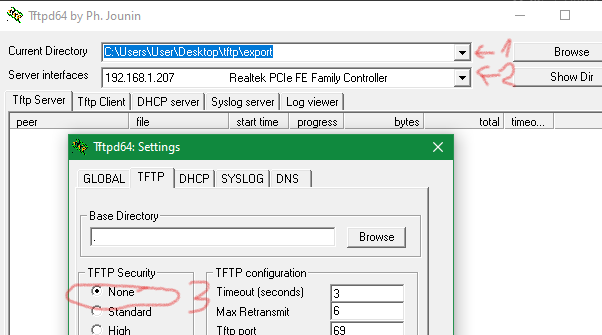 Tftpd64 by Ph. Jounin
Current Directory C:\Users\User\Desktop\tftp\export Browse
1
Server interfaces 192.168.1.207 Realtek PCIe FE Family Controller Show Dir
2
Tftp Server Tftp Client DHCP server Syslog server Log viewer
peer file start time progress bytes total timeo...
Tftpd64: Settings
GLOBAL TFTP DHCP SYSLOG DNS
Base Directory
. Browse
TFTP Security TFTP configuration
None Timeout (seconds) 3
3
Standard Max Retransmit 6
High Tftp port 69